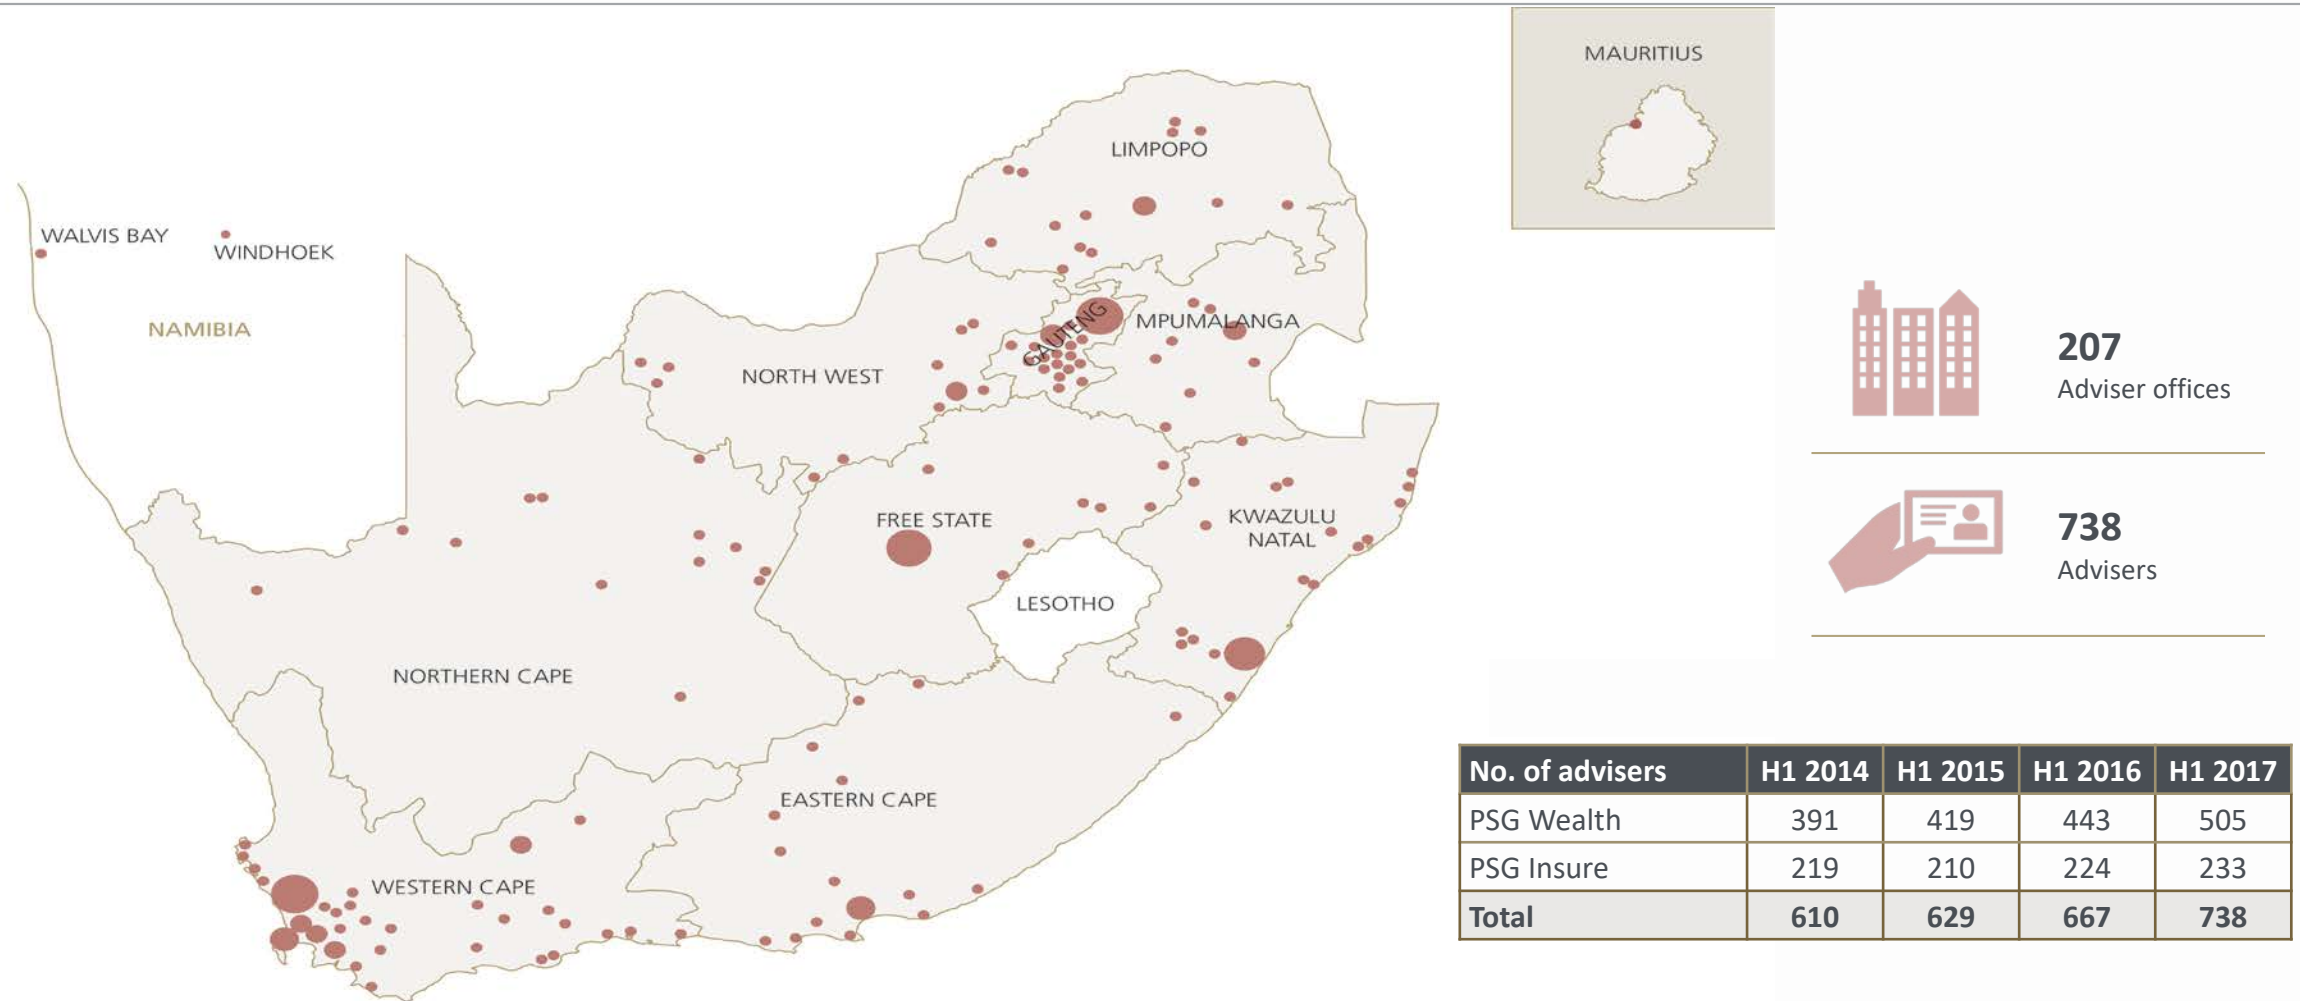 MAURITIUS
LIMPOPO
WALVIS BAY
WINDHOEK
NAMIBIA
GAUTENG
MPUMALANGA
NORTH WEST
FREE STATE
KWAZULU
NATAL
LESOTHO
NORTHERN CAPE
EASTERN CAPE
WESTERN CAPE
207
Adviser offices
738
Advisers
No. of advisers H1 2014 H1 2015 H1 2016 H1 2017
PSG Wealth 391 419 443 505
PSG Insure 219 210 224 233
Total 610 629 667 738